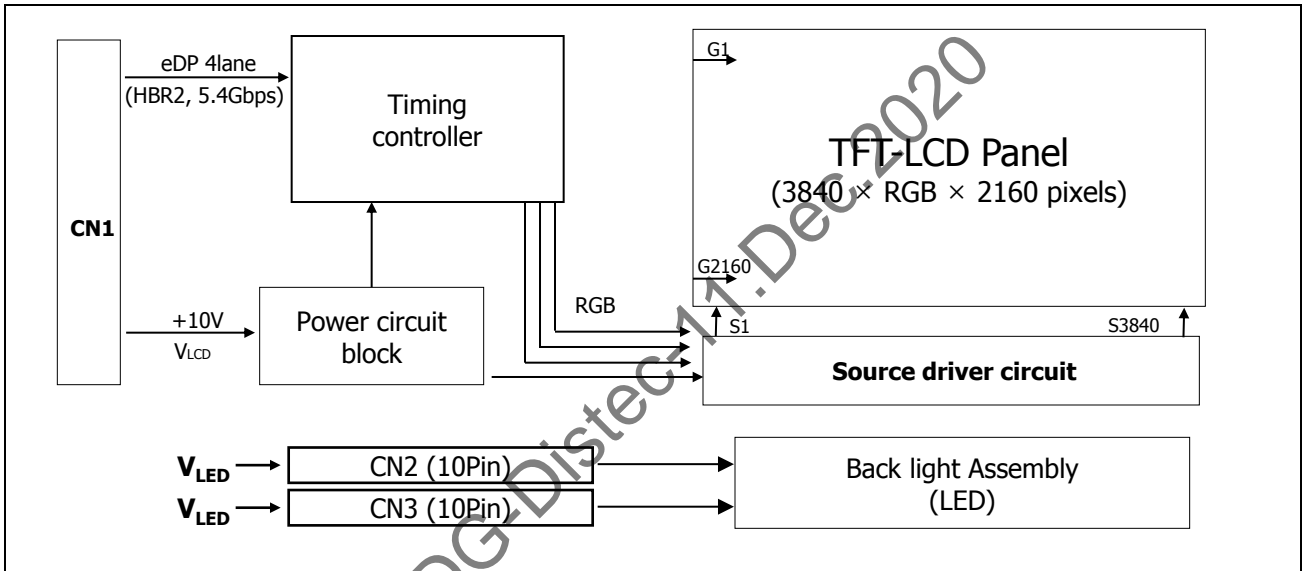 eDP 4lane
(HBR2, 5.4Gbps)
CN1
+10V
VLCD
Timing
controller
Power circuit
block
RGB
G1
TFT-LCD Panel
(3840 × RGB × 2160 pixels)
G2160
S1
S3840
Source driver circuit
VLED
CN2 (10Pin)
VLED
CN3 (10Pin)
Back light Assembly
(LED)
DG-Distec-11.Dec.2020